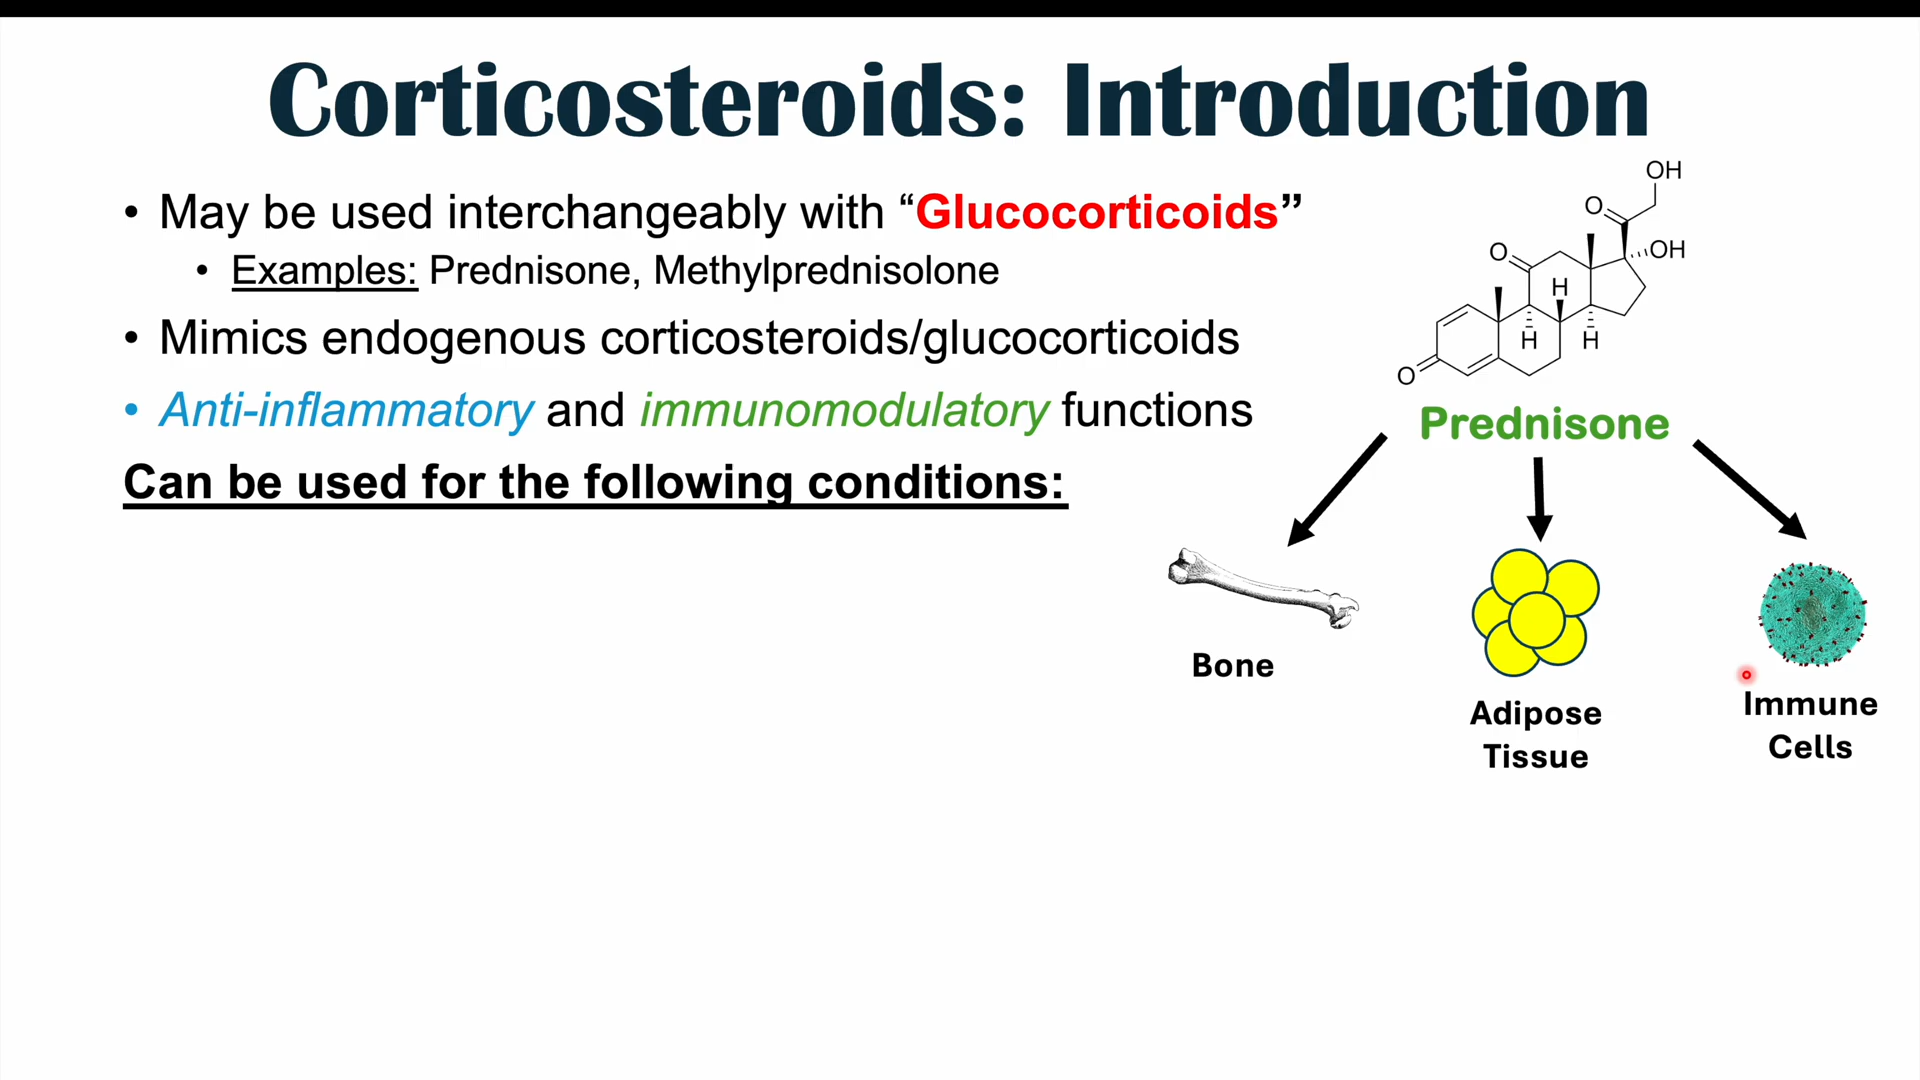 Corticosteroids: Introduction
• May be used interchangeably with “Glucocorticoids”
• Examples: Prednisone, Methylprednisolone
• Mimics endogenous corticosteroids/glucocorticoids
• Anti-inflammatory and immunomodulatory functions
Can be used for the following conditions:
OH
O
OH
O
H
H
H
O
Prednisone
Bone
Adipose
Tissue
Immune
Cells